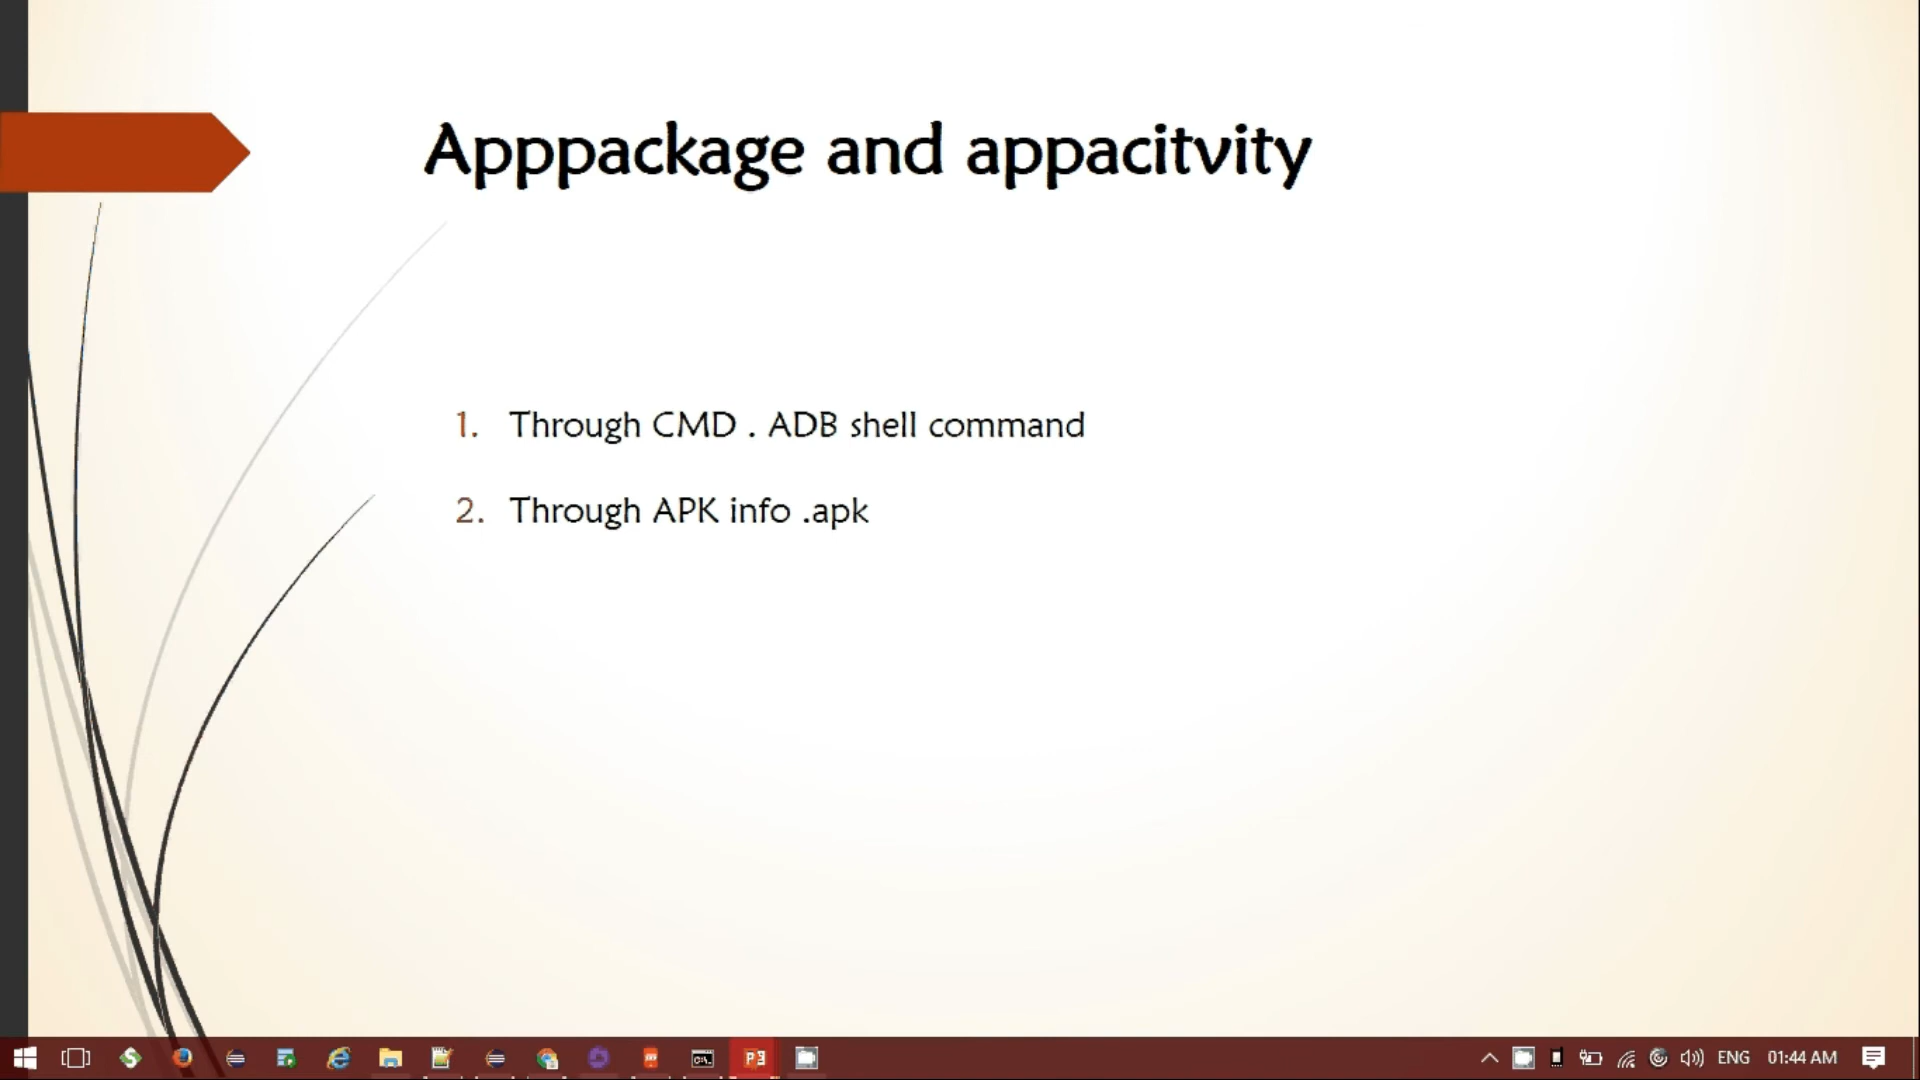 Apppackage and appacitvity
1. Through CMD . ADB shell command
2. Through APK info .apk
ENG 01:44 AM